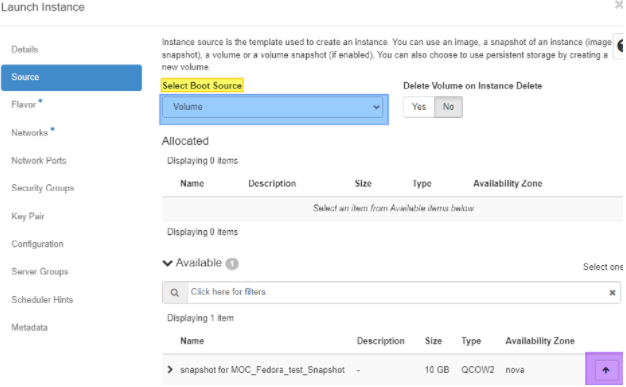 Launch Instance
Details
Source
Flavor *
Networks *
Network Ports
Security Groups
Key Pair
Configuration
Server Groups
Scheduler Hints
Metadata
Instance source is the template used to create an instance. You can use an image, a snapshot of an instance (image
snapshot), a volume or a volume snapshot (if enabled). You can also choose to use persistent storage by creating a
new volume.
Select Boot Source
Delete Volume on Instance Delete
Volume
Yes No
Allocated
Displaying 0 items
Name Description Size Type Availability Zone
Select an item from Available items below
Displaying 0 items
Available 1
Select one
Click here for filters.
Displaying 1 item
Name Description Size Type Availability Zone
snapshot for MOC_Fedora_test_Snapshot - 10 GB QCOW2 nova